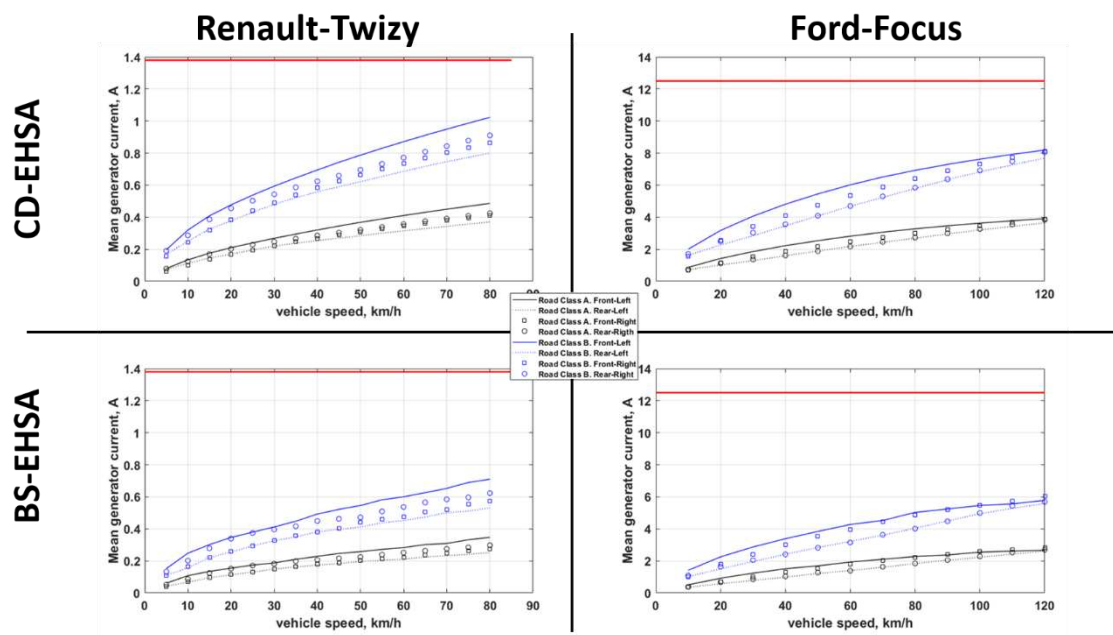 Renault-Twizy
Ford-Focus
CD-EHSA
BS-EHSA
Mean generator current, A
1.4
1.2
1
0.8
0.6
0.4
0.2
0
0 10 20 30 40 50 60 70 80 90
vehicle speed, km/h
Mean generator current, A
14
12
10
8
6
4
2
0
0 20 40 60 80 100 120
vehicle speed, km/h
Road Class A. Front-Left
Road Class A. Rear-Left
Road Class A. Front-Right
Road Class A. Rear-Rigth
Road Class B. Front-Left
Road Class B. Rear-Left
Road Class B. Front-Right
Road Class B. Rear-Right
Mean generator current, A
1.4
1.2
1
0.8
0.6
0.4
0.2
0
0 10 20 30 40 50 60 70 80 90
vehicle speed, km/h
Mean generator current, A
14
12
10
8
6
4
2
0
0 20 40 60 80 100 120
vehicle speed, km/h